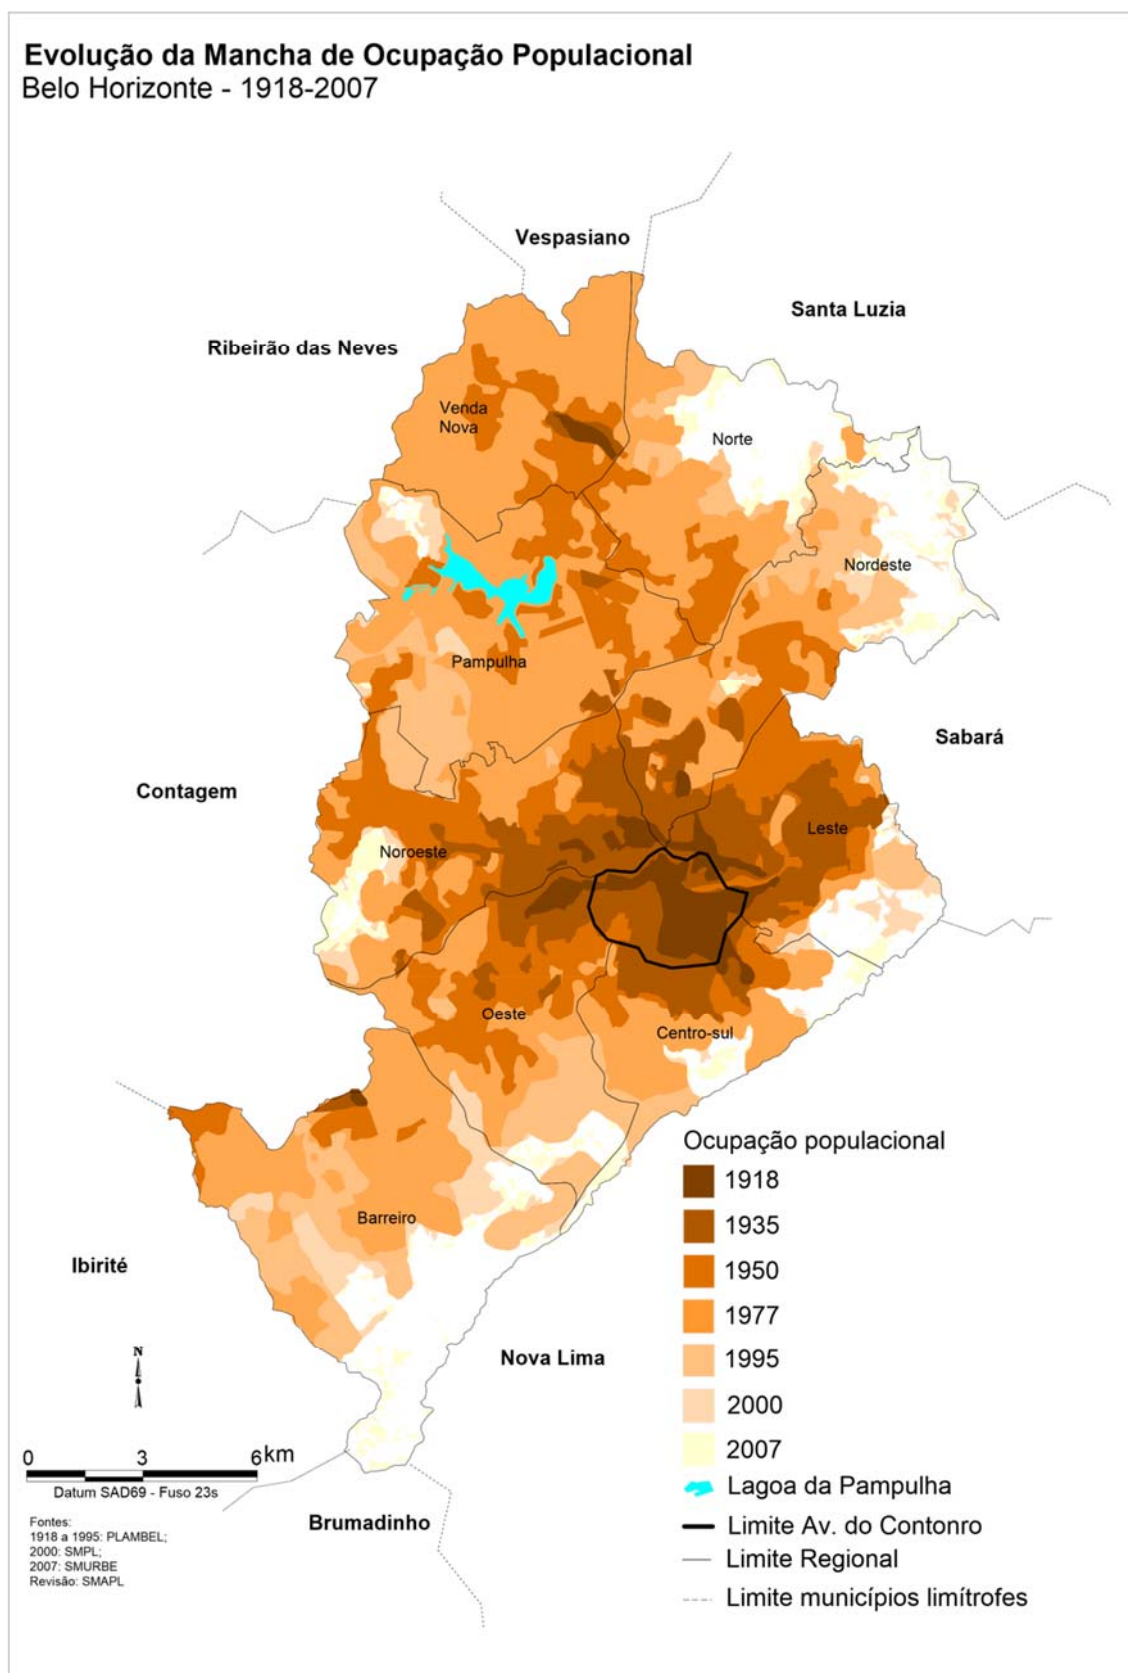 Evolução da Mancha de Ocupação Populacional
Belo Horizonte - 1918-2007
Vespasiano
Santa Luzia
Ribeirão das Neves
Venda
Nova
Norte
Nordeste
Pampulha
Sabará
Contagem
Leste
Noroeste
Oeste
Centro-sul
Barreiro
Ibirité
Nova Lima
Brumadinho
Ocupação populacional
1918
1935
1950
1977
1995
2000
2007
Lagoa da Pampulha
Limite Av. do Contonro
Limite Regional
Limite municípios limítrofes
N
0 3 6 km
Datum SAD69 - Fuso 23s
Fontes:
1918 a 1995: PLAMBEL;
2000: SMPL;
2007: SMURBE
Revisão: SMAPL